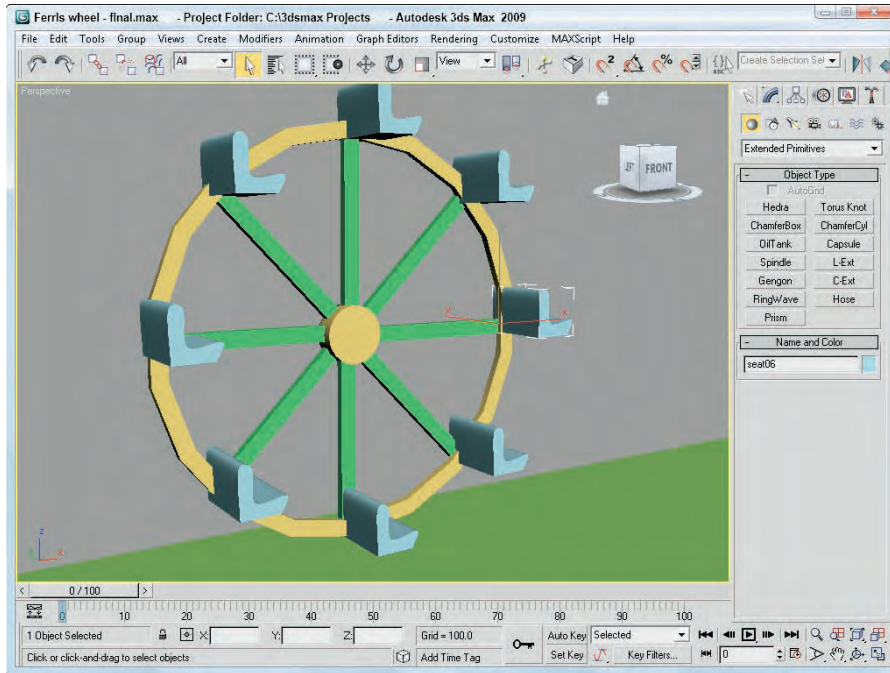 Ferris wheel - final.max - Project Folder: C:\3dsmax Projects - Autodesk 3ds Max 2009
File Edit Tools Group Views Create Modifiers Animation Graph Editors Rendering Customize MAXScript Help
All View Create Selection Set
Perspective
FRONT
Extended Primitives
- Object Type
AutoGrid
Hedra Torus Knot
ChamferBox ChamferCyl
OilTank Capsule
Spindle L-Ext
Gengon C-Ext
RingWave Hose
Prism
- Name and Color
seat06
z
x
x
< 0 / 100 >
0 10 20 30 40 50 60 70 80 90 100
1 Object Selected X: Y: Z: Grid = 100.0 Auto Key Selected
Click or click-and-drag to select objects Add Time Tag Set Key Key Filters... 0